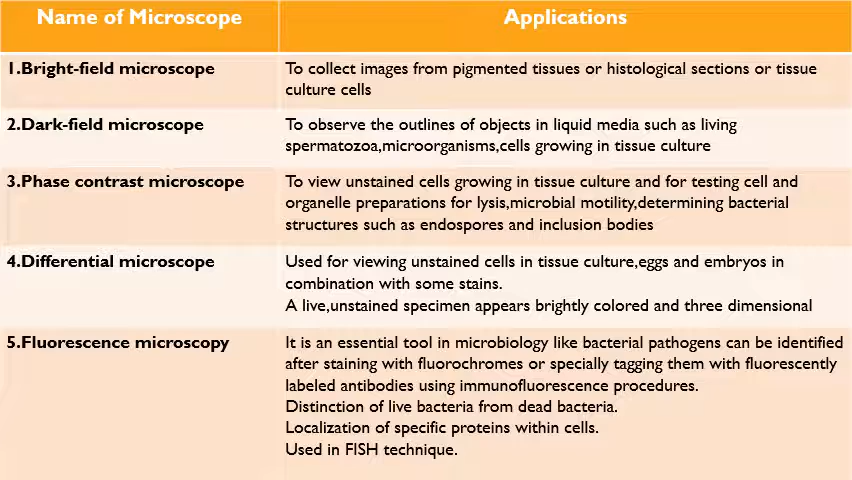 Name of Microscope
Applications
1.Bright-field microscope
To collect images from pigmented tissues or histological sections or tissue
culture cells
2.Dark-field microscope
To observe the outlines of objects in liquid media such as living
spermatozoa,microorganisms,cells growing in tissue culture
3.Phase contrast microscope
To view unstained cells growing in tissue culture and for testing cell and
organelle preparations for lysis,microbial motility,determining bacterial
structures such as endospores and inclusion bodies
4.Differential microscope
Used for viewing unstained cells in tissue culture,eggs and embryos in
combination with some stains.
A live,unstained specimen appears brightly colored and three dimensional
5.Fluorescence microscopy
It is an essential tool in microbiology like bacterial pathogens can be identified
after staining with fluorochromes or specially tagging them with fluorescently
labeled antibodies using immunofluorescence procedures.
Distinction of live bacteria from dead bacteria.
Localization of specific proteins within cells.
Used in FISH technique.